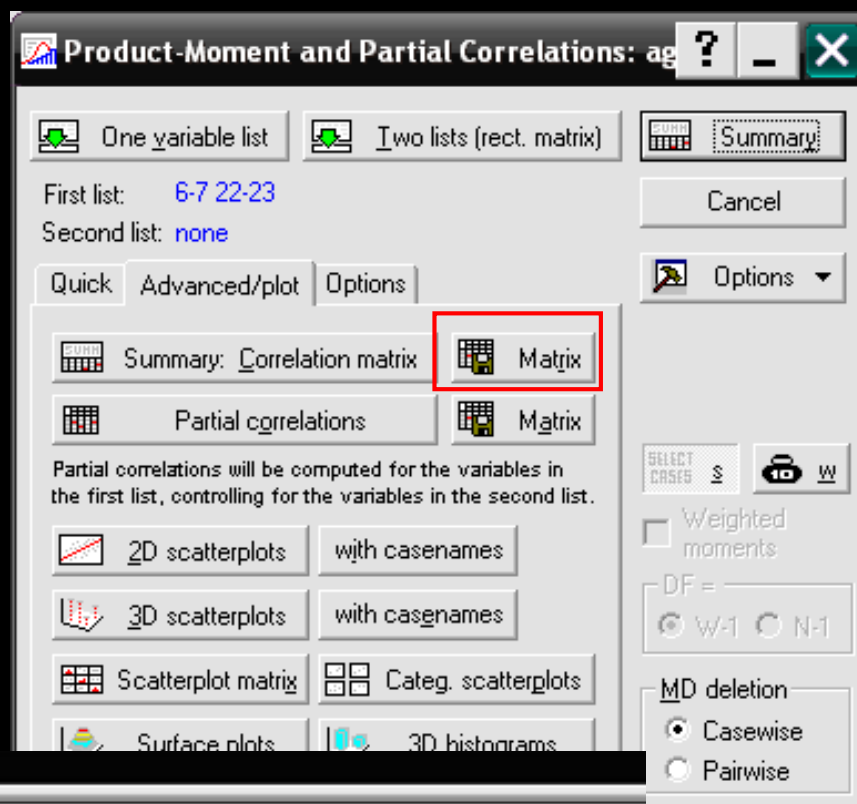 Product-Moment and Partial Correlations: ag ? _ X
One variable list
Two lists (rect. matrix)
Summary
First list: 6-7 22-23
Cancel
Second list: none
Quick Advanced/plot Options
Options
Summary: Correlation matrix
Matrix
Partial correlations
Matrix
Partial correlations will be computed for the variables in
the first list, controlling for the variables in the second list.
SELECT
CASES S
W
Weighted
moments
2D scatterplots
with casenames
DF =
W-1 N-1
3D scatterplots
with casenames
Scatterplot matrix
Categ. scatterplots
MD deletion
Casewise
Pairwise
Surface plots
3D histograms